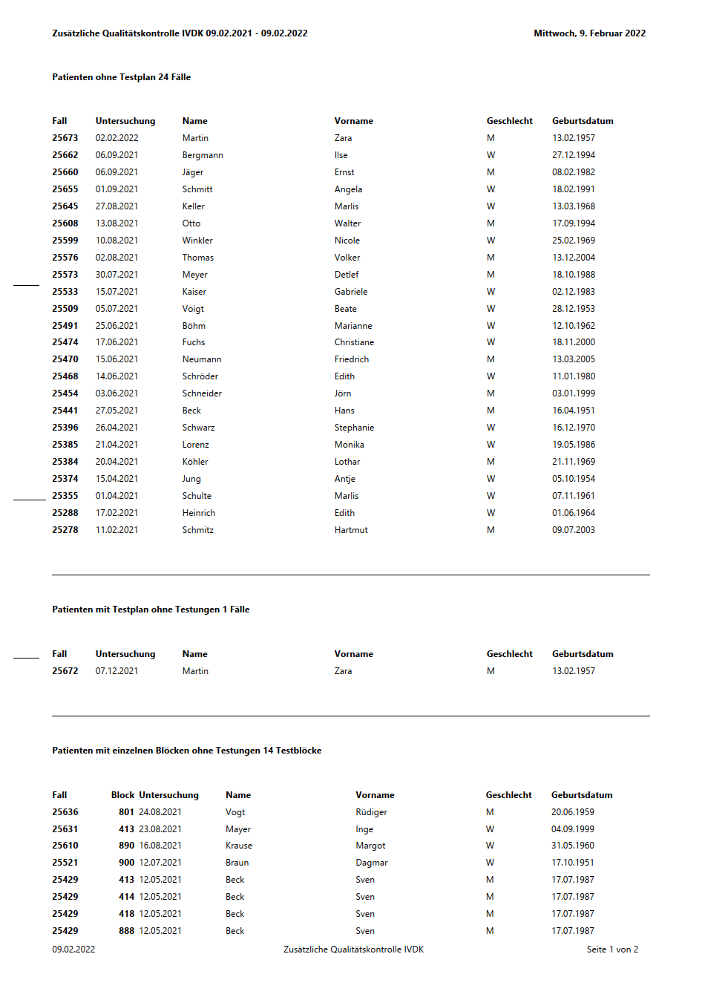 Zusätzliche Qualitätskontrolle IVDK 09.02.2021 - 09.02.2022 Mittwoch, 9. Februar 2022
Patienten ohne Testplan 24 Fälle
Fall Untersuchung Name Vorname Geschlecht Geburtsdatum
25673 02.02.2022 Martin Zara M 13.02.1957
25662 06.09.2021 Bergmann Ilse W 27.12.1994
25660 06.09.2021 Jäger Ernst M 08.02.1982
25655 01.09.2021 Schmitt Angela W 18.02.1991
25645 27.08.2021 Keller Marlis W 13.03.1968
25608 13.08.2021 Otto Walter M 17.09.1994
25599 10.08.2021 Winkler Nicole W 25.02.1969
25576 02.08.2021 Thomas Volker M 13.12.2004
25573 30.07.2021 Meyer Detlef M 18.10.1988
25533 15.07.2021 Kaiser Gabriele W 02.12.1983
25509 05.07.2021 Voigt Beate W 28.12.1953
25491 25.06.2021 Böhm Marianne W 12.10.1962
25474 17.06.2021 Fuchs Christiane W 18.11.2000
25470 15.06.2021 Neumann Friedrich M 13.03.2005
25468 14.06.2021 Schröder Edith W 11.01.1980
25454 03.06.2021 Schneider Jörn M 03.01.1999
25441 27.05.2021 Beck Hans M 16.04.1951
25396 26.04.2021 Schwarz Stephanie W 16.12.1970
25385 21.04.2021 Lorenz Monika W 19.05.1986
25384 20.04.2021 Köhler Lothar M 21.11.1969
25374 15.04.2021 Jung Antje W 05.10.1954
25355 01.04.2021 Schulte Marlis W 07.11.1961
25288 17.02.2021 Heinrich Edith W 01.06.1964
25278 11.02.2021 Schmitz Hartmut M 09.07.2003
Patienten mit Testplan ohne Testungen 1 Fälle
Fall Untersuchung Name Vorname Geschlecht Geburtsdatum
25672 07.12.2021 Martin Zara M 13.02.1957
Patienten mit einzelnen Blöcken ohne Testungen 14 Testblöcke
Fall Block Untersuchung Name Vorname Geschlecht Geburtsdatum
25636 801 24.08.2021 Vogt Rüdiger M 20.06.1959
25631 413 23.08.2021 Mayer Inge W 04.09.1999
25610 890 16.08.2021 Krause Margot W 31.05.1960
25521 900 12.07.2021 Braun Dagmar W 17.10.1951
25429 413 12.05.2021 Beck Sven M 17.07.1987
25429 414 12.05.2021 Beck Sven M 17.07.1987
25429 418 12.05.2021 Beck Sven M 17.07.1987
25429 888 12.05.2021 Beck Sven M 17.07.1987
09.02.2022 Zusätzliche Qualitätskontrolle IVDK Seite 1 von 2